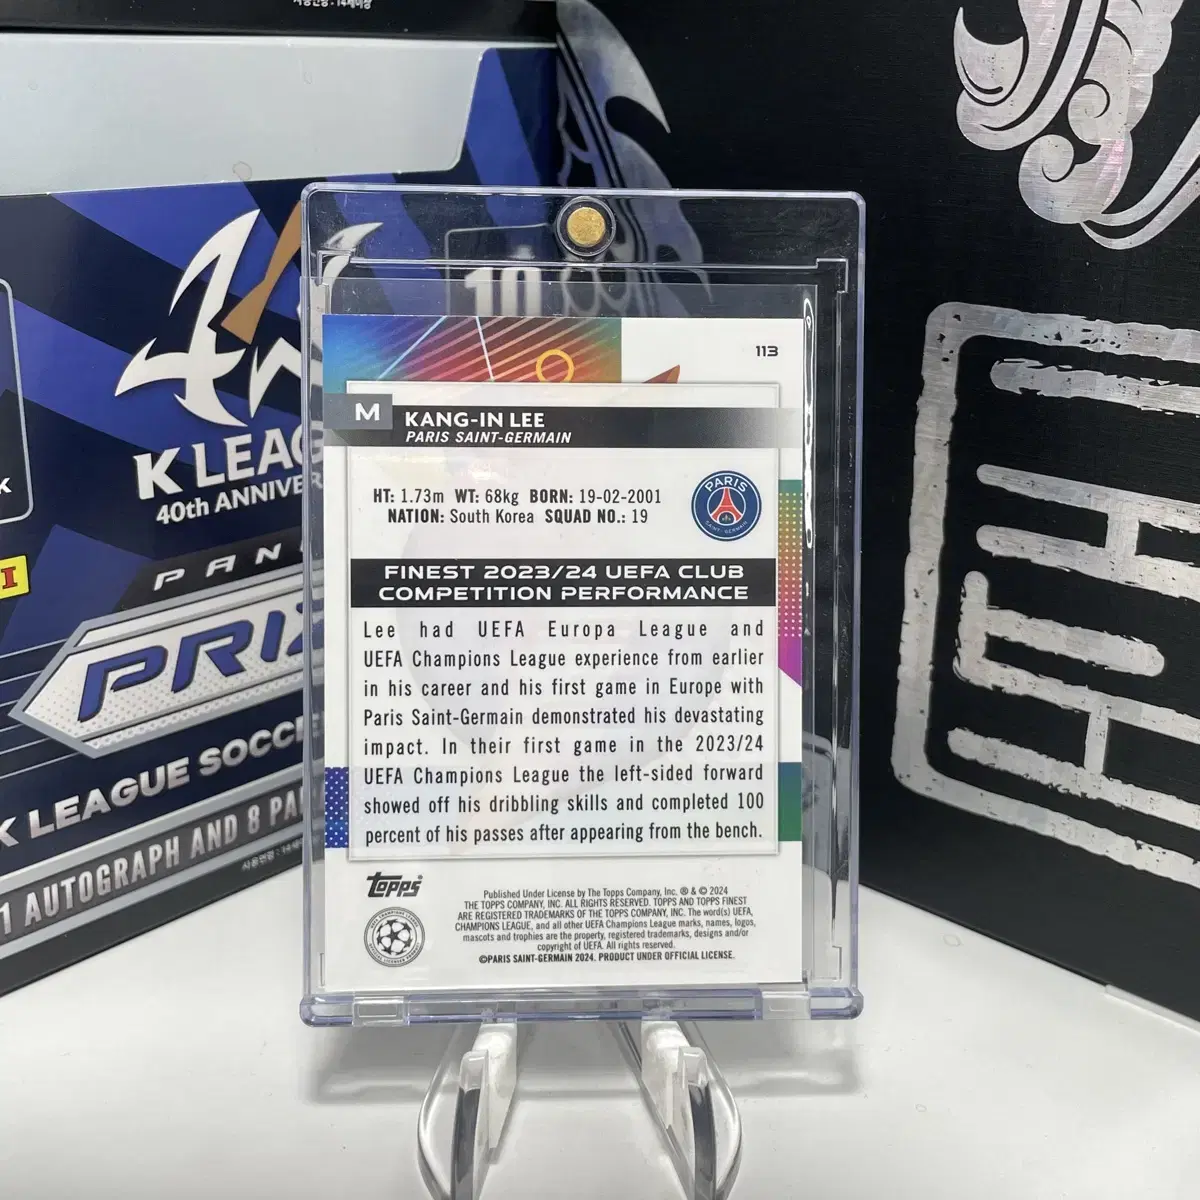 113
M
KANG-IN LEE
PARIS SAINT-GERMAIN
HT: 1.73m WT: 68kg BORN: 19-02-2001
NATION: South Korea SQUAD NO.: 19
PARIS
SAINT-GERMAIN
FINEST 2023/24 UEFA CLUB
COMPETITION PERFORMANCE
Lee had UEFA Europa League and
UEFA Champions League experience from earlier
in his career and his first game in Europe with
Paris Saint-Germain demonstrated his devastating
impact. In their first game in the 2023/24
UEFA Champions League the left-sided forward
showed off his dribbling skills and completed 100
percent of his passes after appearing from the bench.
topps
Published Under License by The Topps Company, Inc. ® & © 2024
THE TOPPS COMPANY, INC. ALL RIGHTS RESERVED. TOPPS AND TOPPS FINEST
ARE REGISTERED TRADEMARKS OF THE TOPPS COMPANY, INC. The word(s) UEFA,
CHAMPIONS LEAGUE, and all other UEFA Champions League marks, names, logos,
mascots and trophies are the property, registered trademarks, designs and/or
copyright of UEFA. All rights reserved.
©PARIS SAINT-GERMAIN 2024. PRODUCT UNDER OFFICIAL LICENSE.
K LEAG
40th ANNIVER
PANI
PRIZ
K LEAGUE SOCCE
1 AUTOGRAPH AND 8 PA